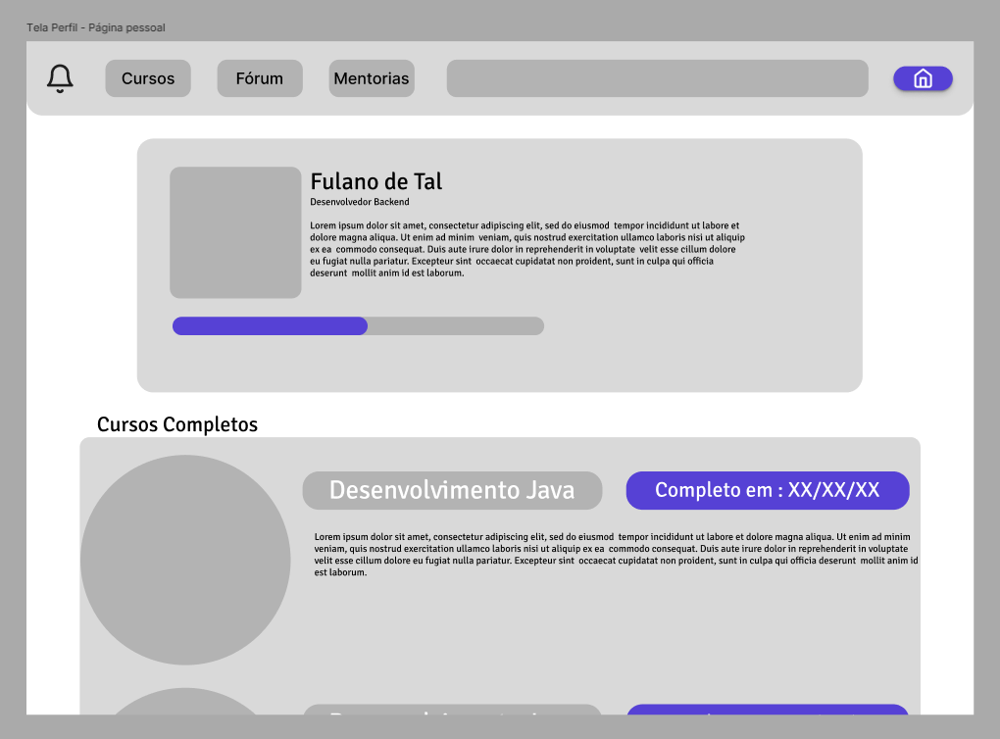 Tela Perfil - Página pessoal
Cursos
Fórum
Mentorias
Fulano de Tal
Desenvolvedor Backend
Lorem ipsum dolor sit amet, consectetur adipiscing elit, sed do eiusmod  tempor incididunt ut labore et
dolore magna aliqua. Ut enim ad minim  veniam, quis nostrud exercitation ullamco laboris nisi ut aliquip
ex ea  commodo consequat. Duis aute irure dolor in reprehenderit in voluptate  velit esse cillum dolore
eu fugiat nulla pariatur. Excepteur sint  occaecat cupidatat non proident, sunt in culpa qui officia
deserunt  mollit anim id est laborum.
Cursos Completos
Desenvolvimento Java
Completo em : XX/XX/XX
Lorem ipsum dolor sit amet, consectetur adipiscing elit, sed do eiusmod  tempor incididunt ut labore et dolore magna aliqua. Ut enim ad minim
veniam, quis nostrud exercitation ullamco laboris nisi ut aliquip ex ea  commodo consequat. Duis aute irure dolor in reprehenderit in voluptate
velit esse cillum dolore eu fugiat nulla pariatur. Excepteur sint  occaecat cupidatat non proident, sunt in culpa qui officia deserunt  mollit anim id
est laborum.